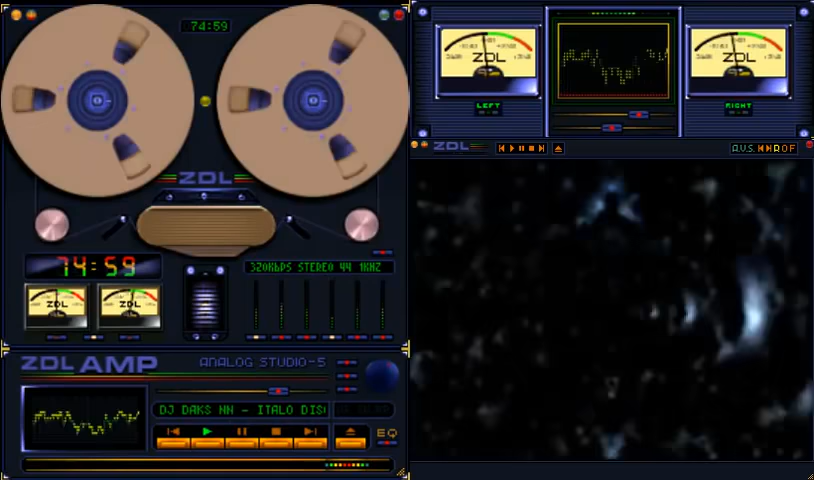 74:59
ZDL
ZDL
LEFT
RIGHT
ZDL
A.V.S.
R O F
ZDL
74:59
320KBPS STEREO 44.1KHZ
ZDL
ZDL
ZDL AMP
ANALOG STUDIO-5
DJ DAKS NN - ITALO DIS
EQ